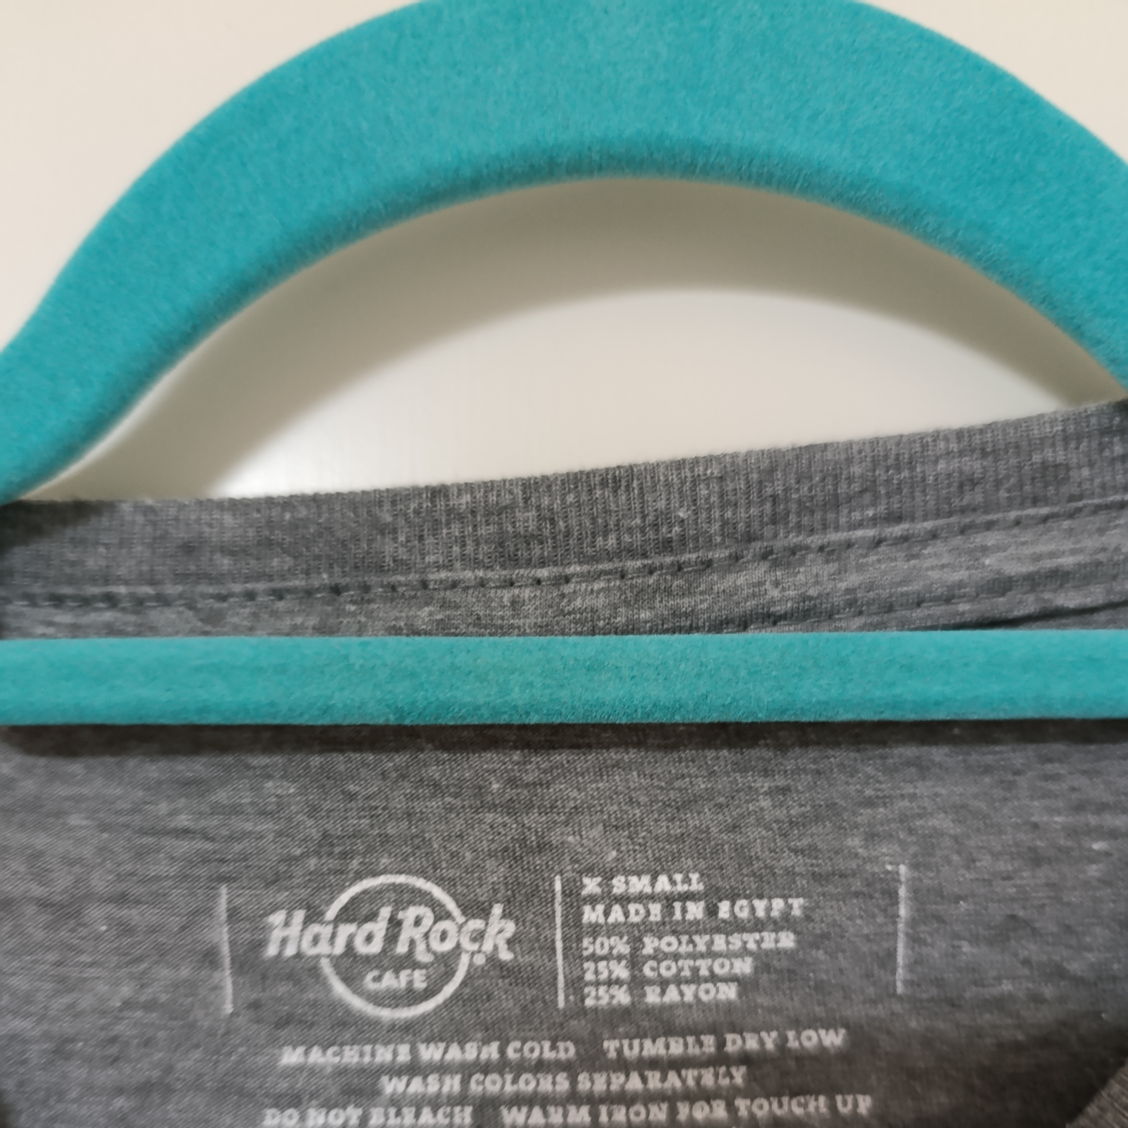 Hard Rock
CAFE
X SMALL
MADE IN EGYPT
50% POLYESTER
25% COTTON
25% RAYON
MACHINE WASH COLD TUMBLE DRY LOW
WASH COLORS SEPARATELY
DO NOT BLEACH WARM IRON FOR TOUCH UP